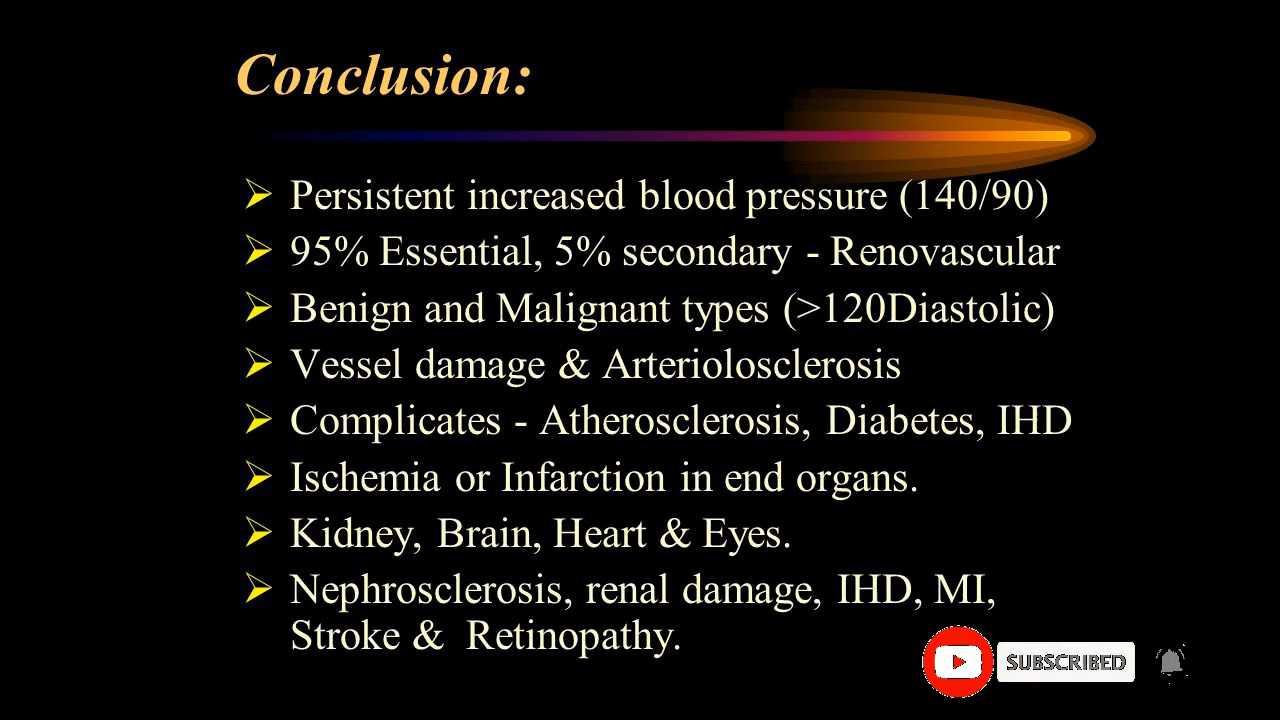 Conclusion:
Persistent increased blood pressure (140/90)
95% Essential, 5% secondary - Renovascular
Benign and Malignant types (>120Diastolic)
Vessel damage & Arteriolosclerosis
Complicates - Atherosclerosis, Diabetes, IHD
Ischemia or Infarction in end organs.
Kidney, Brain, Heart & Eyes.
Nephrosclerosis, renal damage, IHD, MI,
Stroke &  Retinopathy.
SUBSCRIBED